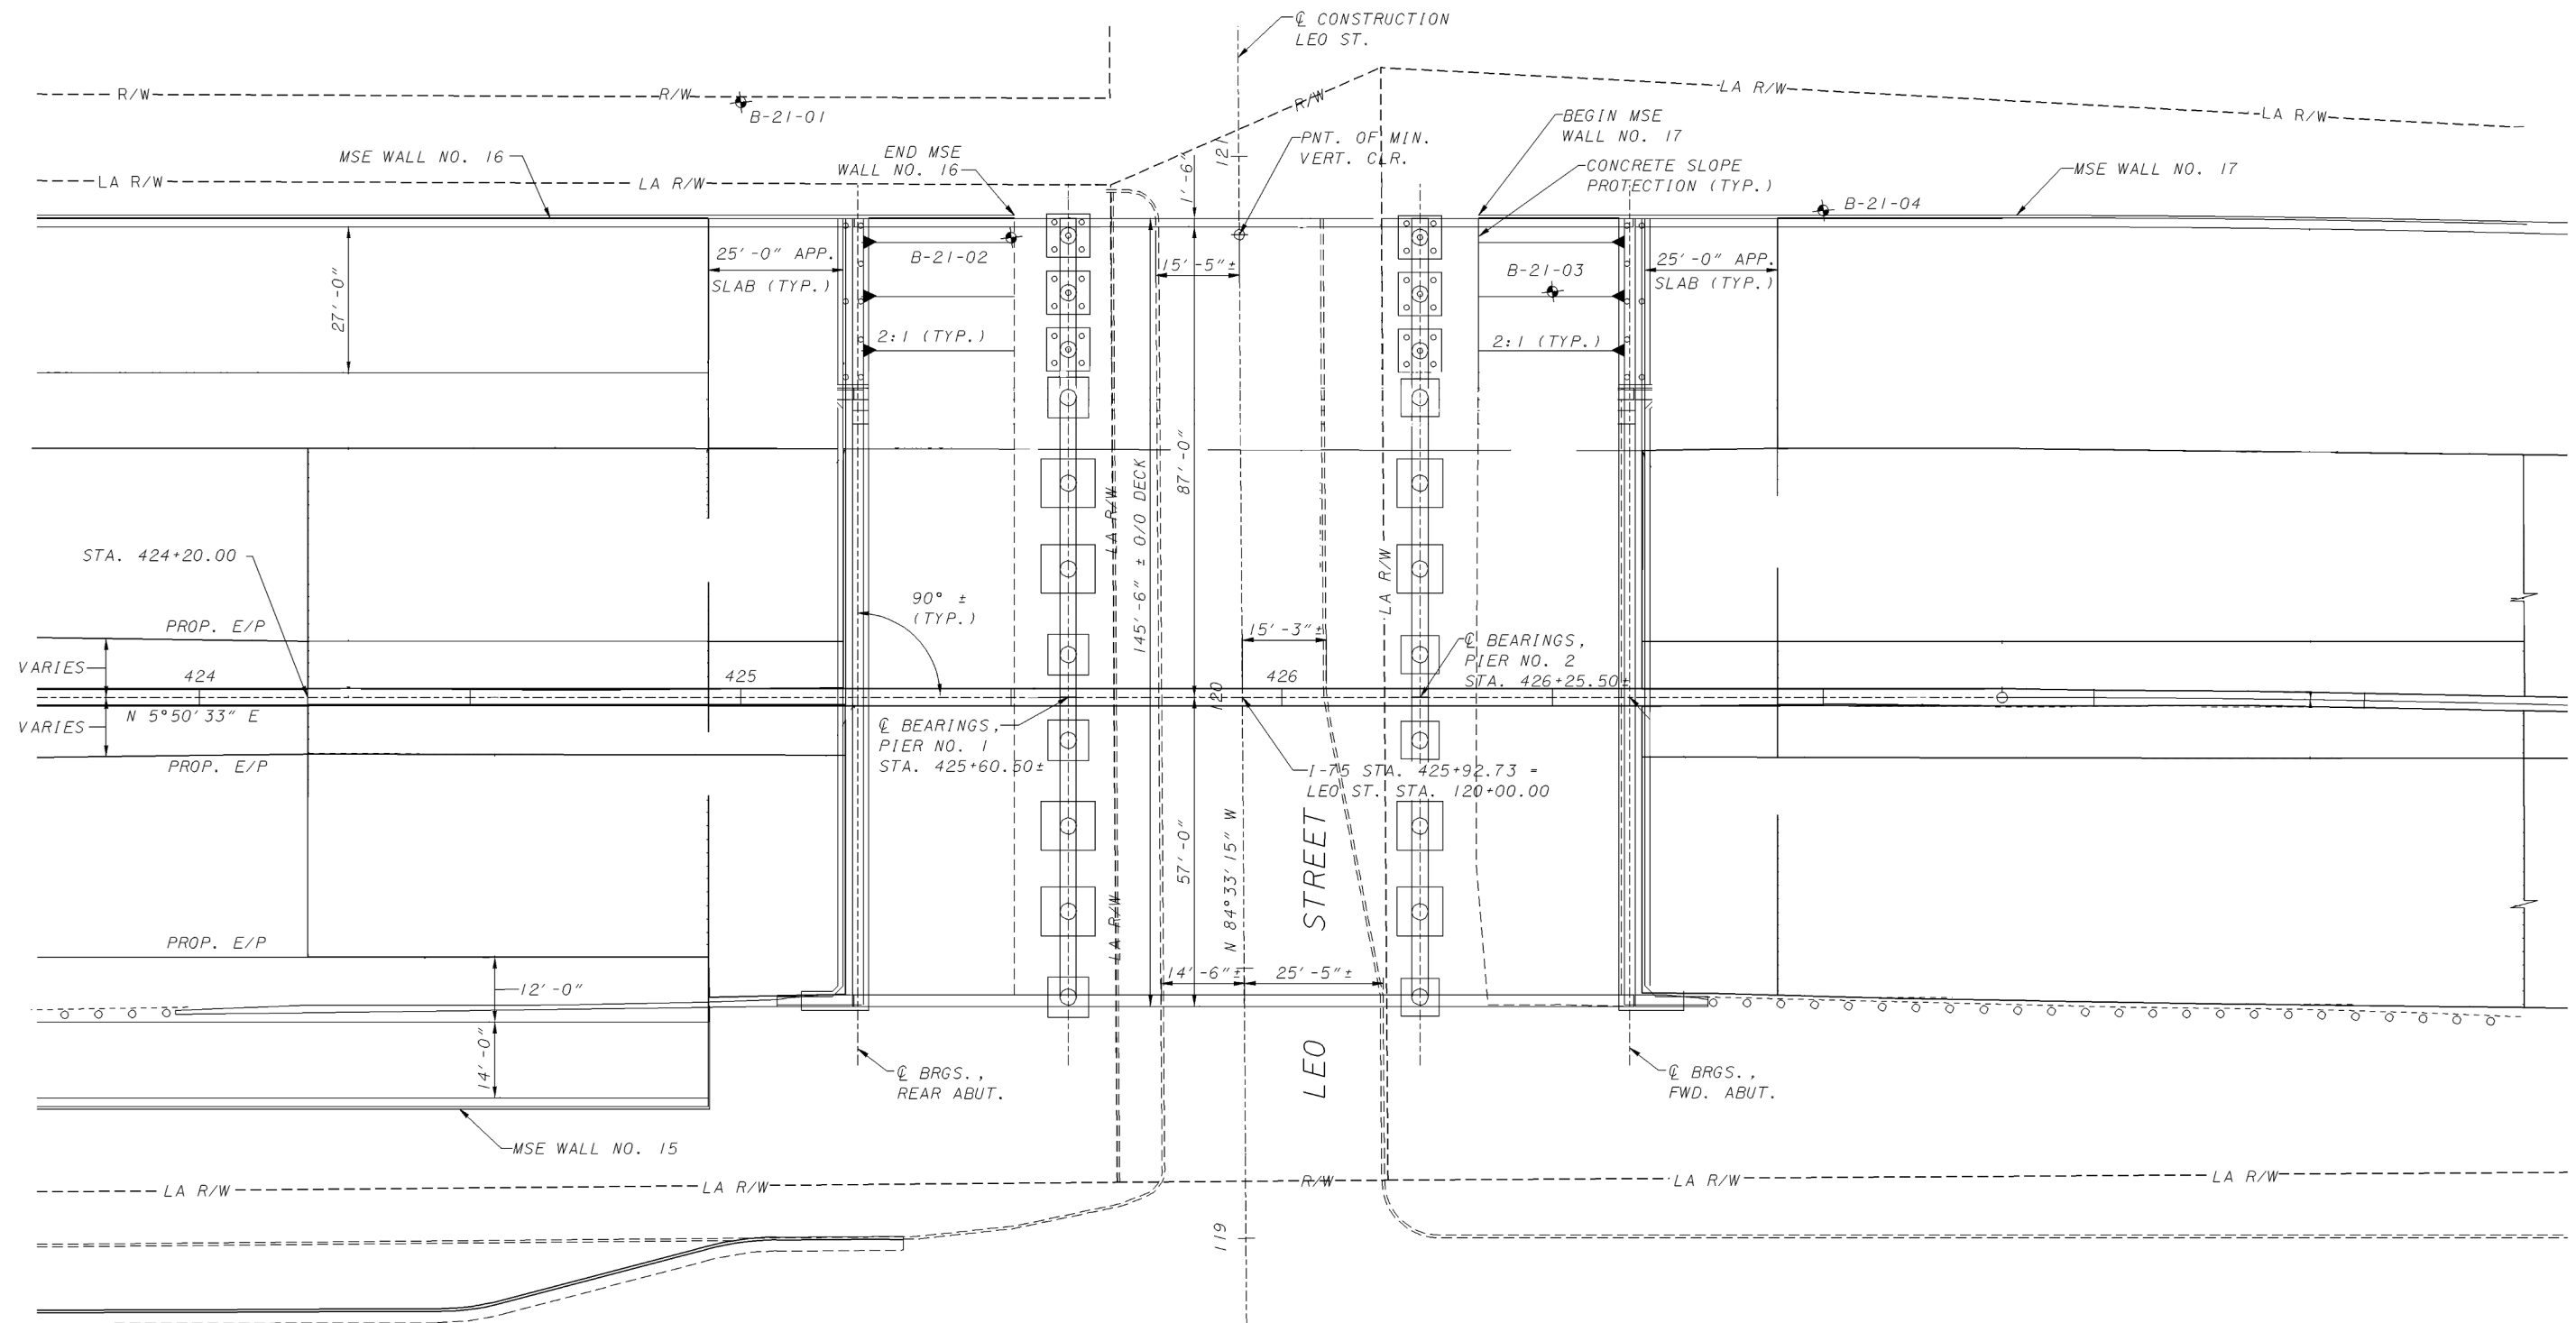 ℄ CONSTRUCTION
LEO ST.
R/W
R/W
B-21-01
R/W
LA R/W
LA R/W
121
1'-6"
PNT. OF MIN.
VERT. CLR.
BEGIN MSE
WALL NO. 17
CONCRETE SLOPE
PROTECTION (TYP.)
MSE WALL NO. 17
MSE WALL NO. 16
END MSE
WALL NO. 16
LA R/W
LA R/W
B-21-04
25'-0" APP.
SLAB (TYP.)
B-21-02
15'-5"±
B-21-03
25'-0" APP.
SLAB (TYP.)
27'-0"
2:1 (TYP.)
2:1 (TYP.)
145'-6" ± O/O DECK
87'-0"
LA R/W
LA R/W
STA. 424+20.00
90° ±
(TYP.)
PROP. E/P
15'-3"±
℄ BEARINGS,
PIER NO. 2
STA. 426+25.50±
VARIES
424
425
426
120
N 5°50'33" E
VARIES
℄ BEARINGS,
PIER NO. 1
STA. 425+60.50±
PROP. E/P
I-75 STA. 425+92.73 =
LEO ST. STA. 120+00.00
57'-0"
N 84°33'15" W
LEO STREET
LA R/W
PROP. E/P
12'-0"
14'-6"±
25'-5"±
14'-0"
℄ BRGS.,
REAR ABUT.
℄ BRGS.,
FWD. ABUT.
MSE WALL NO. 15
LA R/W
LA R/W
R/W
LA R/W
LA R/W
119